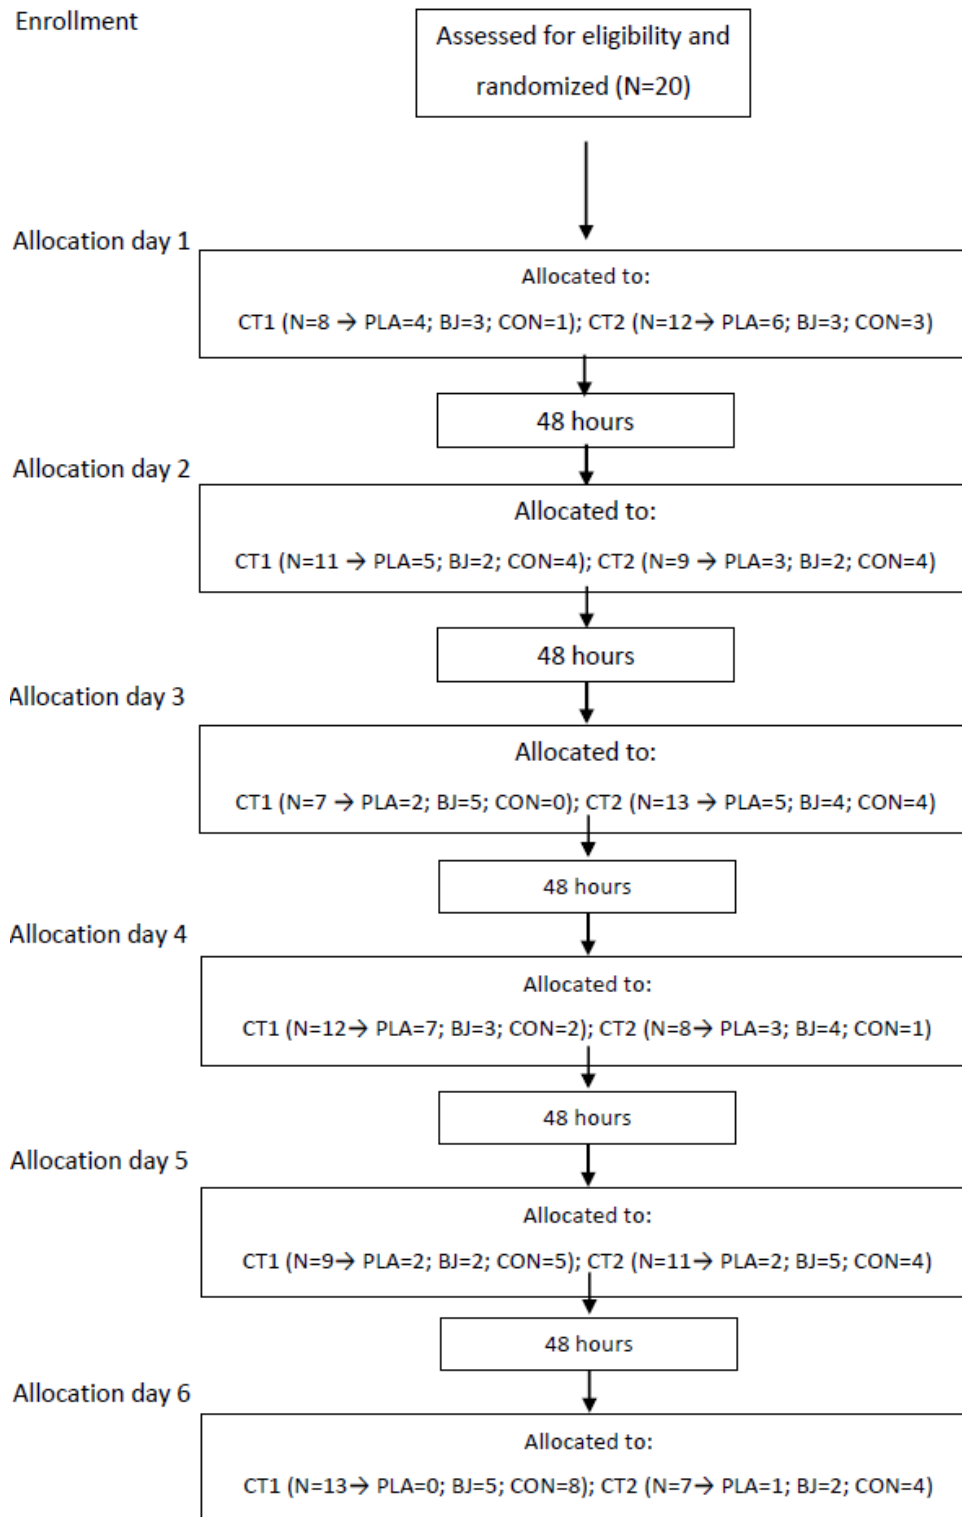 Enrollment
Assessed for eligibility and
randomized (N=20)
Allocation day 1
Allocated to:
CT1 (N=8 → PLA=4; BJ=3; CON=1); CT2 (N=12→ PLA=6; BJ=3; CON=3)
48 hours
Allocation day 2
Allocated to:
CT1 (N=11 → PLA=5; BJ=2; CON=4); CT2 (N=9 → PLA=3; BJ=2; CON=4)
48 hours
Allocation day 3
Allocated to:
CT1 (N=7 → PLA=2; BJ=5; CON=0); CT2 (N=13 → PLA=5; BJ=4; CON=4)
48 hours
Allocation day 4
Allocated to:
CT1 (N=12→ PLA=7; BJ=3; CON=2); CT2 (N=8→ PLA=3; BJ=4; CON=1)
48 hours
Allocation day 5
Allocated to:
CT1 (N=9→ PLA=2; BJ=2; CON=5); CT2 (N=11→ PLA=2; BJ=5; CON=4)
48 hours
Allocation day 6
Allocated to:
CT1 (N=13→ PLA=0; BJ=5; CON=8); CT2 (N=7→ PLA=1; BJ=2; CON=4)